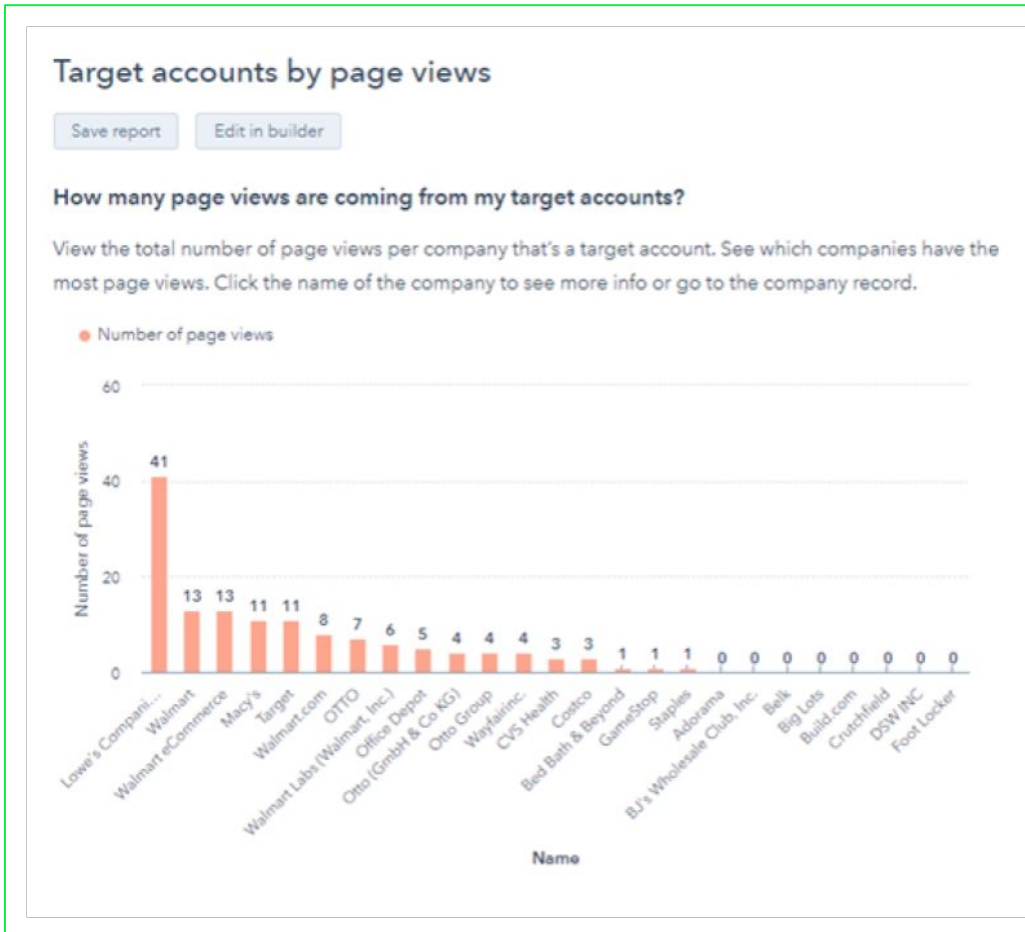 Target accounts by page views
Save report
Edit in builder
How many page views are coming from my target accounts?
View the total number of page views per company that's a target account. See which companies have the
most page views. Click the name of the company to see more info or go to the company record.
Number of page views
Number of page views
60
40
20
0
41
13
13
11
11
8
7
6
5
4
4
4
3
3
1
1
1
0
0
0
0
0
0
0
0
Lowe's Compani...
Walmart
Walmart eCommerce
Macy's
Target
Walmart.com
OTTO
Walmart Labs (Walmart, Inc.)
Office Depot
Otto (GmbH & Co KG)
Otto Group
Wayfairinc.
CVS Health
Costco
Bed Bath & Beyond
GameStop
Staples
Adorama
BJ's Wholesale Club, Inc.
Belk
Big Lots
Build.com
Crutchfield
DSW INC
Foot Locker
Name